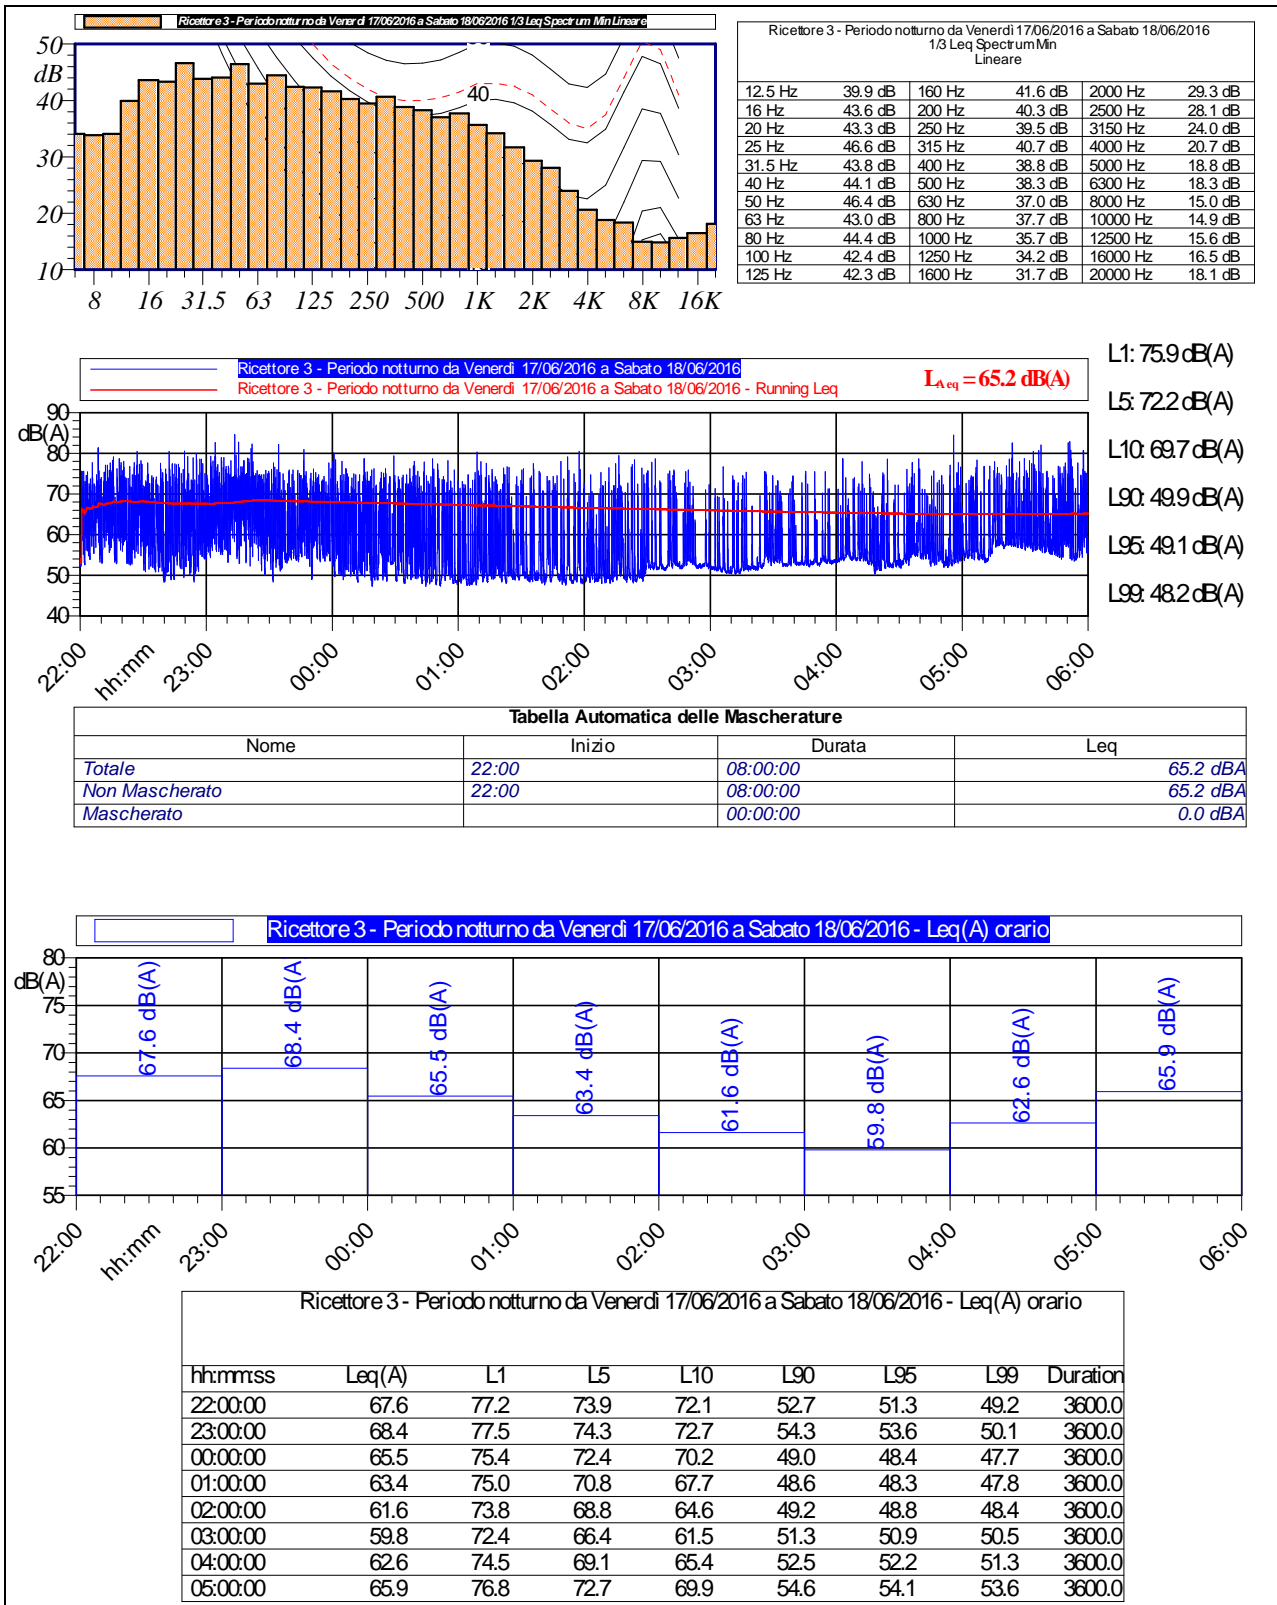 Ricettore 3 - Periodo notturno da Venerdì 17/06/2016 a Sabato 18/06/2016 1/3 Leq Spectrum Min Lineare
50
dB
40
30
20
10
40
8 16 31.5 63 125 250 500 1K 2K 4K 8K 16K
Ricettore 3 - Periodo notturno da Venerdì 17/06/2016 a Sabato 18/06/2016
1/3 Leq Spectrum Min
Lineare
12.5 Hz 39.9 dB 160 Hz 41.6 dB 2000 Hz 29.3 dB
16 Hz 43.6 dB 200 Hz 40.3 dB 2500 Hz 28.1 dB
20 Hz 43.3 dB 250 Hz 39.5 dB 3150 Hz 24.0 dB
25 Hz 46.6 dB 315 Hz 40.7 dB 4000 Hz 20.7 dB
31.5 Hz 43.8 dB 400 Hz 38.8 dB 5000 Hz 18.8 dB
40 Hz 44.1 dB 500 Hz 38.3 dB 6300 Hz 18.3 dB
50 Hz 46.4 dB 630 Hz 37.0 dB 8000 Hz 15.0 dB
63 Hz 43.0 dB 800 Hz 37.7 dB 10000 Hz 14.9 dB
80 Hz 44.4 dB 1000 Hz 35.7 dB 12500 Hz 15.6 dB
100 Hz 42.4 dB 1250 Hz 34.2 dB 16000 Hz 16.5 dB
125 Hz 42.3 dB 1600 Hz 31.7 dB 20000 Hz 18.1 dB
Ricettore 3 - Periodo notturno da Venerdì 17/06/2016 a Sabato 18/06/2016
Ricettore 3 - Periodo notturno da Venerdì 17/06/2016 a Sabato 18/06/2016 - Running Leq
LAeq = 65.2 dB(A)
90
dB(A)
80
70
60
50
40
22:00 hh:mm 23:00 00:00 01:00 02:00 03:00 04:00 05:00 06:00
L1: 75.9 dB(A)
L5: 72.2 dB(A)
L10: 69.7 dB(A)
L90: 49.9 dB(A)
L95: 49.1 dB(A)
L99: 48.2 dB(A)
Tabella Automatica delle Mascherature
Nome Inizio Durata Leq
Totale 22:00 08:00:00 65.2 dBA
Non Mascherato 22:00 08:00:00 65.2 dBA
Mascherato 00:00:00 0.0 dBA
Ricettore 3 - Periodo notturno da Venerdì 17/06/2016 a Sabato 18/06/2016 - Leq(A) orario
80
dB(A)
75
70
65
60
55
67.6 dB(A)
68.4 dB(A
65.5 dB(A)
63.4 dB(A)
61.6 dB(A)
59.8 dB(A)
62.6 dB(A)
65.9 dB(A)
22:00 hh:mm 23:00 00:00 01:00 02:00 03:00 04:00 05:00 06:00
Ricettore 3 - Periodo notturno da Venerdì 17/06/2016 a Sabato 18/06/2016 - Leq(A) orario
hh:mm:ss Leq(A) L1 L5 L10 L90 L95 L99 Duration
22:00:00 67.6 77.2 73.9 72.1 52.7 51.3 49.2 3600.0
23:00:00 68.4 77.5 74.3 72.7 54.3 53.6 50.1 3600.0
00:00:00 65.5 75.4 72.4 70.2 49.0 48.4 47.7 3600.0
01:00:00 63.4 75.0 70.8 67.7 48.6 48.3 47.8 3600.0
02:00:00 61.6 73.8 68.8 64.6 49.2 48.8 48.4 3600.0
03:00:00 59.8 72.4 66.4 61.5 51.3 50.9 50.5 3600.0
04:00:00 62.6 74.5 69.1 65.4 52.5 52.2 51.3 3600.0
05:00:00 65.9 76.8 72.7 69.9 54.6 54.1 53.6 3600.0